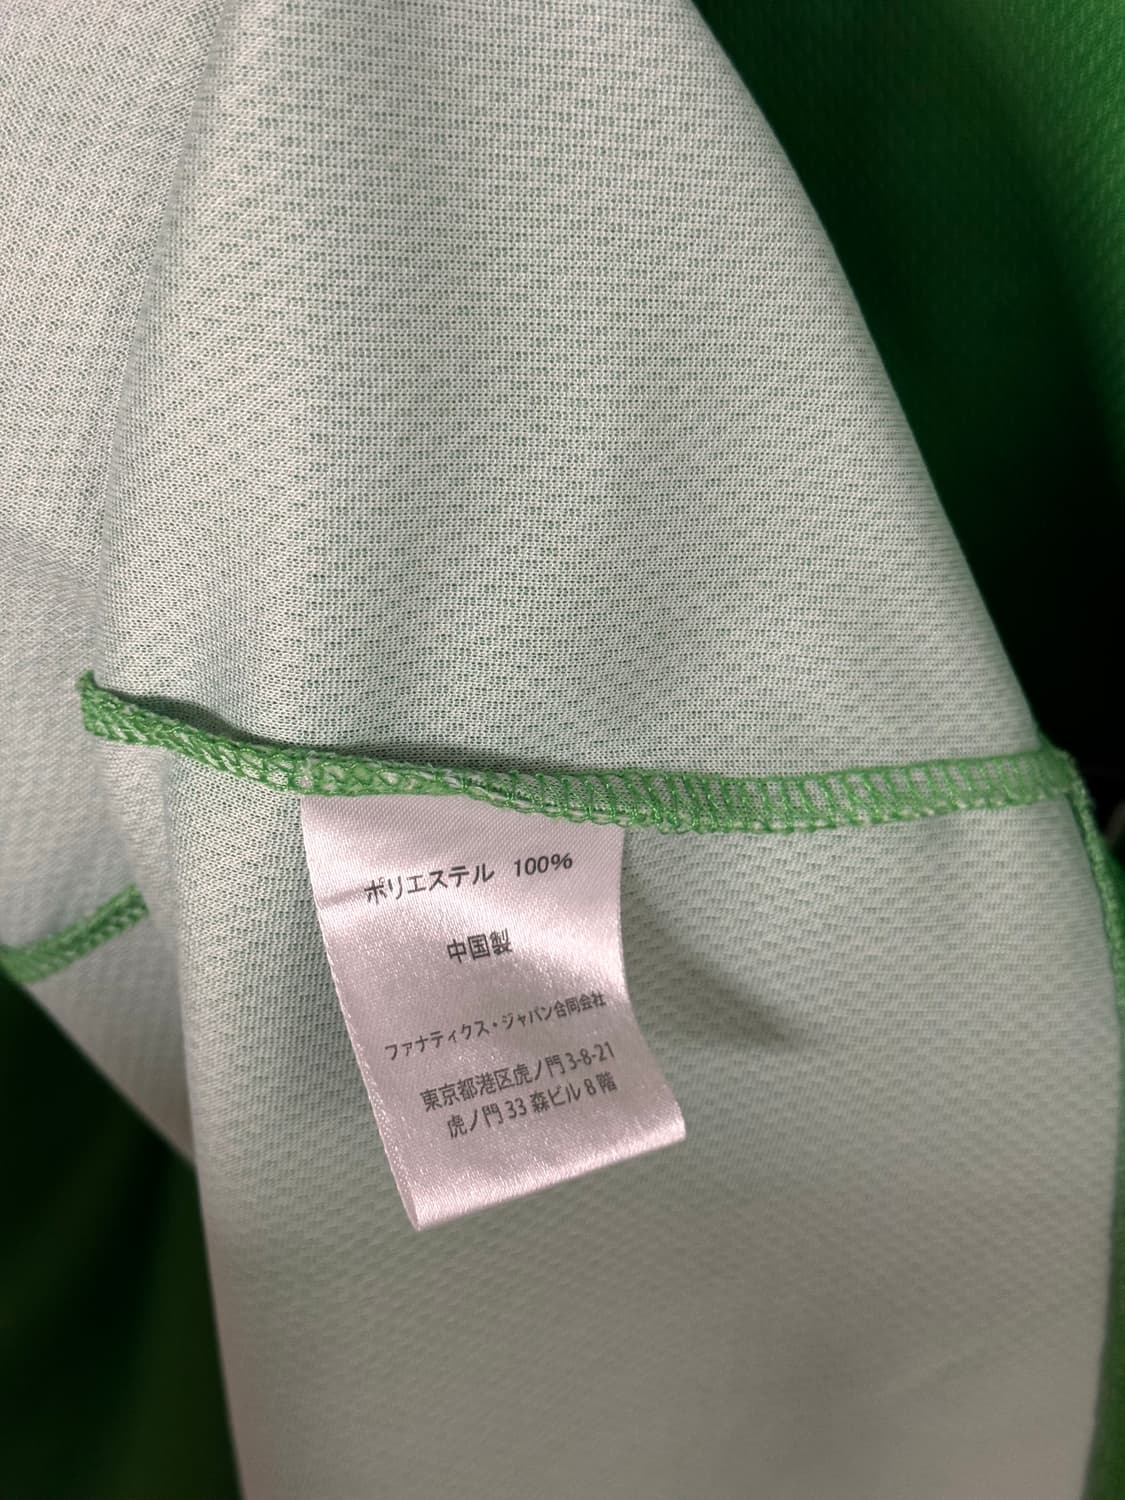 ポリエステル 100%
中国製
ファナティクス・ジャパン合同会社
東京都港区虎ノ門 3-8-21
虎ノ門 33 森ビル 8 階